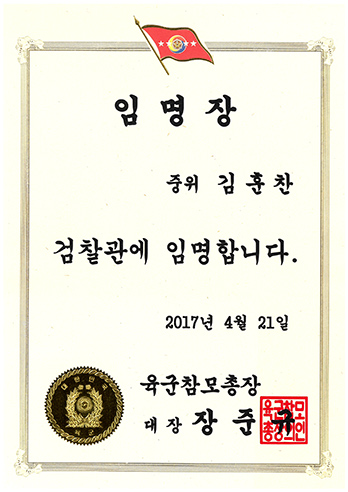 임명장
중위 김훈찬
검찰관에 임명합니다.
2017년 4월 21일
육군참모총장
대장 장준규
육군참모
총장의인
대한민국
육군